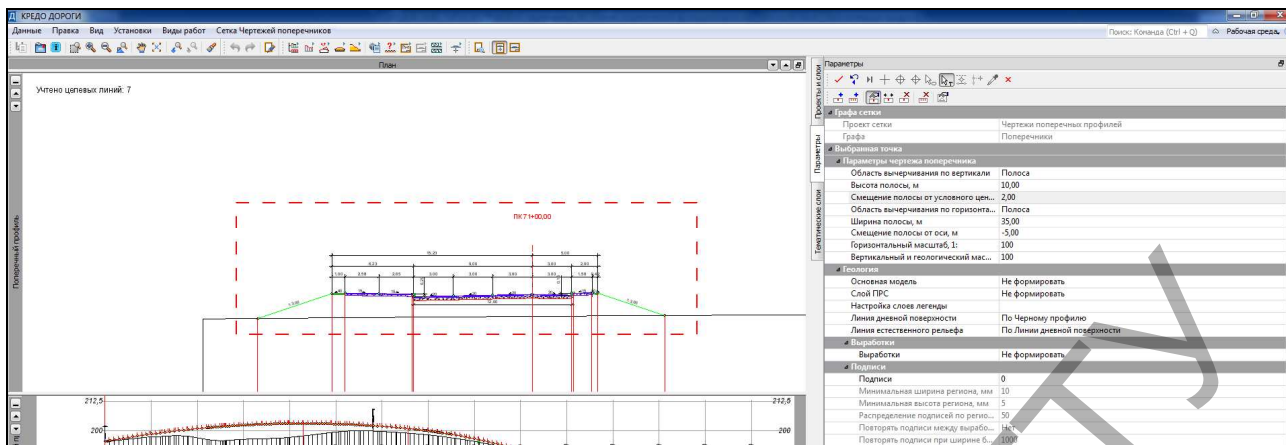 КРЕДО ДОРОГИ
Данные Правка Вид Установки Виды работ Сетка Чертежей поперечников
Поиск: Команда (Ctrl + Q)
Рабочая среда
План
Учтено целевых линий: 7
ПК 71+00,00
Поперечный профиль
212,5
212,5
200
200
Проекты и слои
Параметры
Тематические слои
Параметры
Графа сетки
Проект сетки Чертежи поперечных профилей
Графа Поперечники
Выбранная точка
Параметры чертежа поперечника
Область вычерчивания по вертикали Полоса
Высота полосы, м 10,00
Смещение полосы от условного цен... 2,00
Область вычерчивания по горизонта... Полоса
Ширина полосы, м 35,00
Смещение полосы от оси, м -5,00
Горизонтальный масштаб, 1: 100
Вертикальный и геологический мас... 100
Геология
Основная модель Не формировать
Слой ПРС Не формировать
Настройка слоев легенды
Линия дневной поверхности По Черному профилю
Линия естественного рельефа По Линии дневной поверхности
Выработки
Выработки Не формировать
Подписи
Подписи 0
Минимальная ширина региона, мм 10
Минимальная высота региона, мм 5
Распределение подписей по регио... 50
Повторять подписи между вырабо... Нет
Повторять подписи при ширине б... 1000